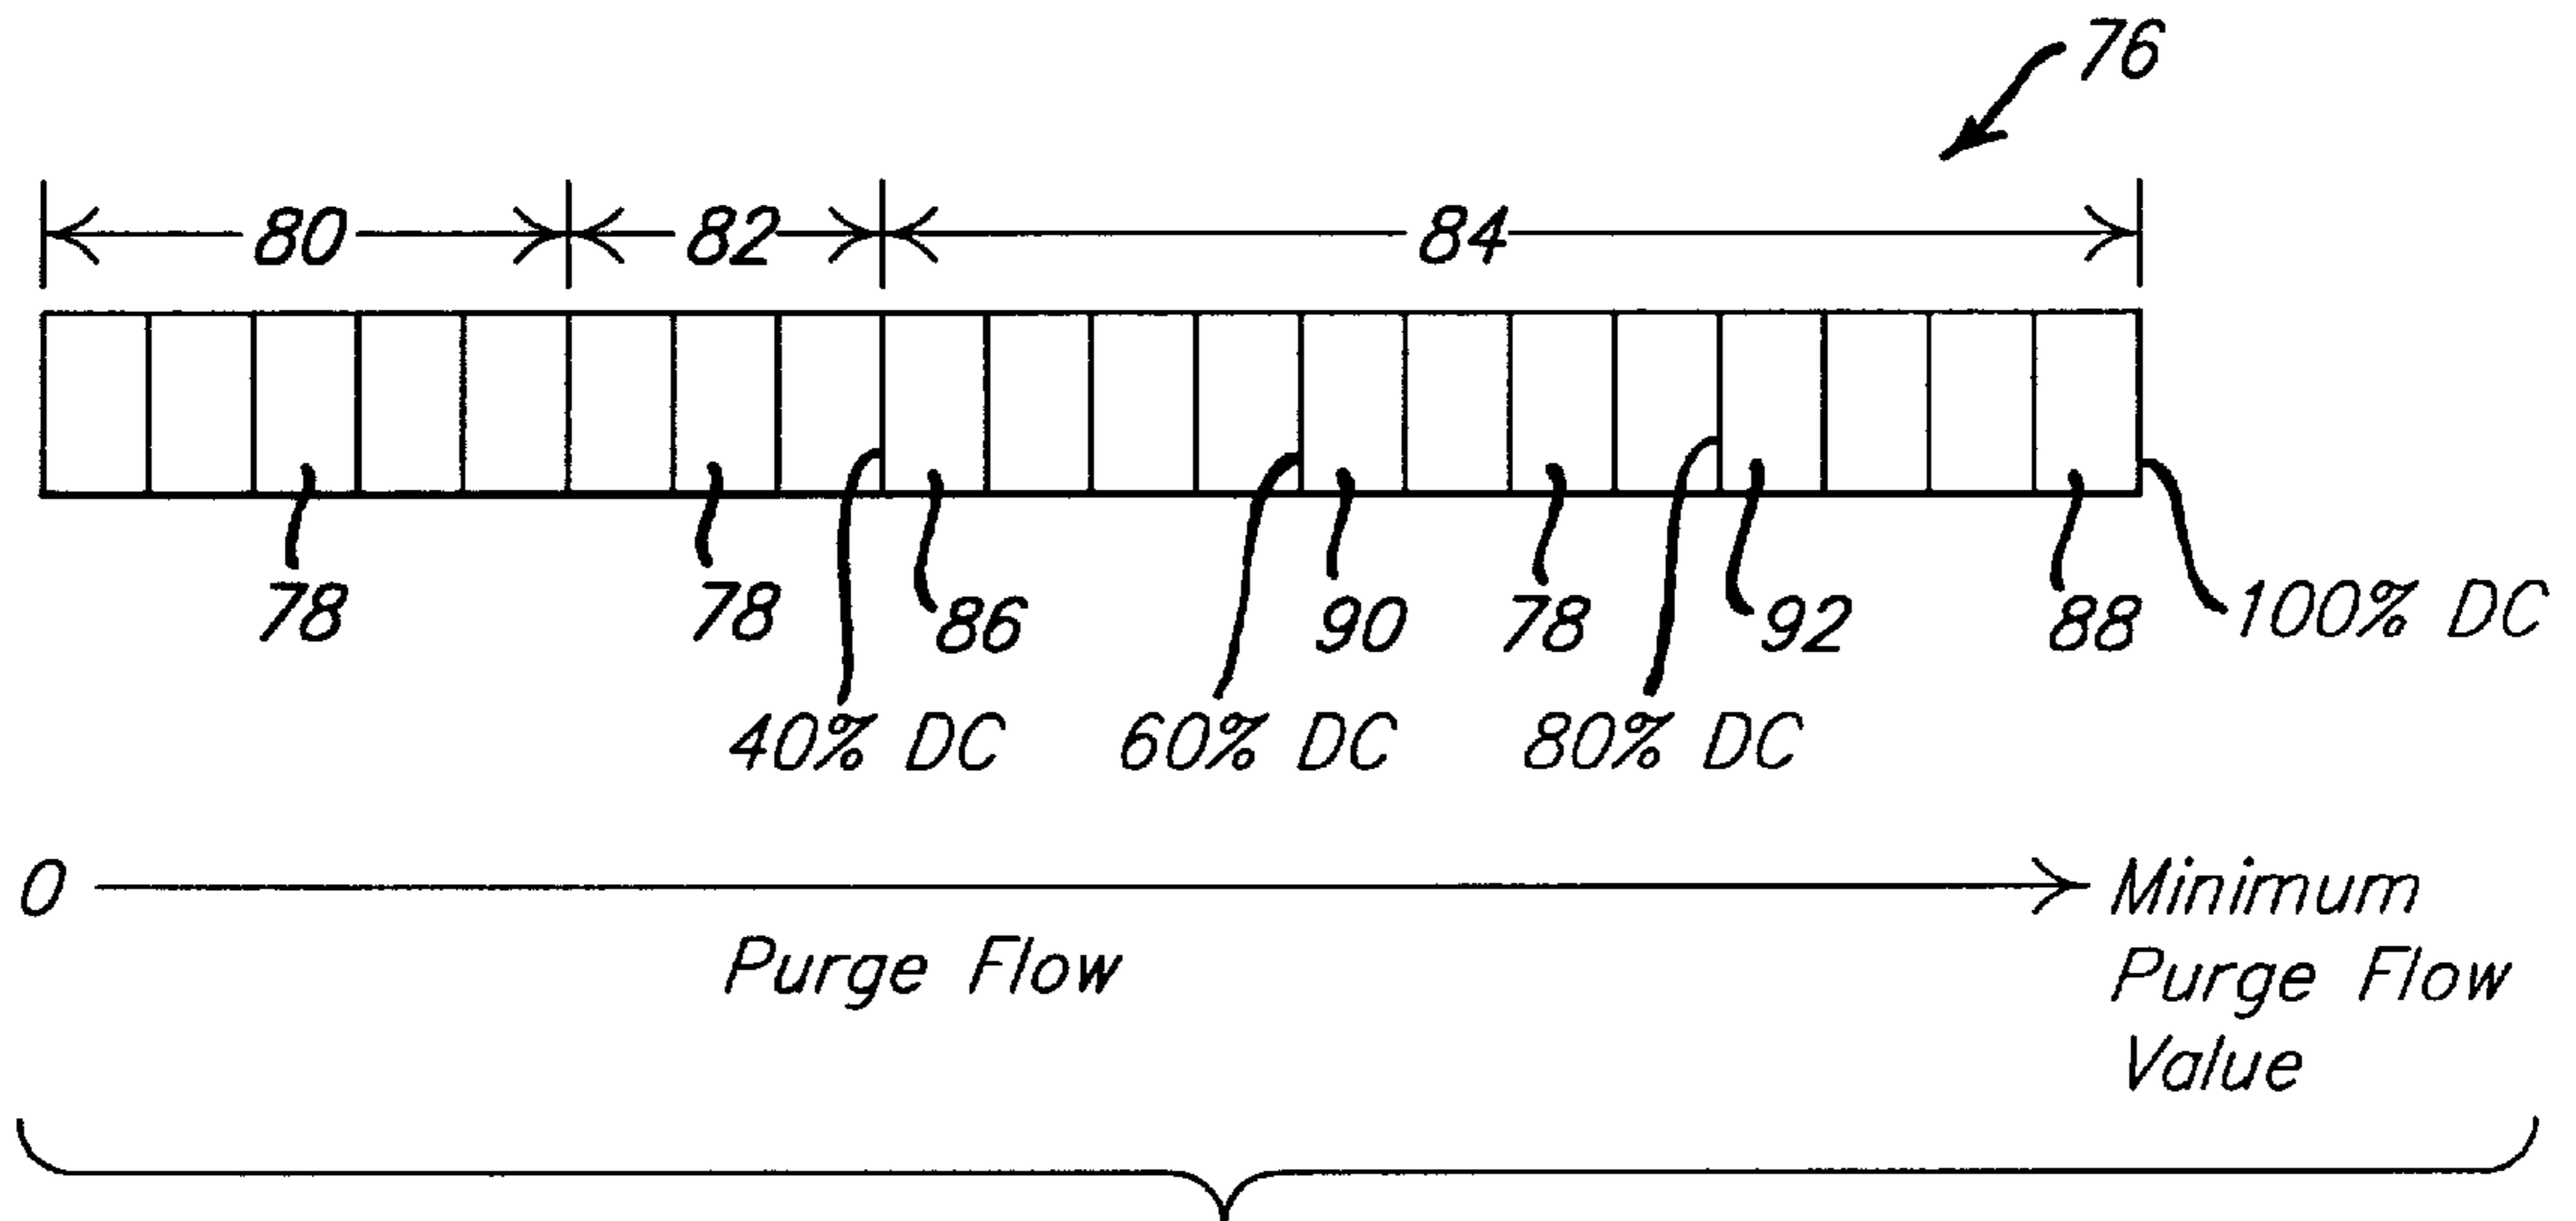 76
80 82 84
78 78 86 90 78 92 88 100% DC
40% DC 60% DC 80% DC
0 Minimum
Purge Flow Purge Flow
Value